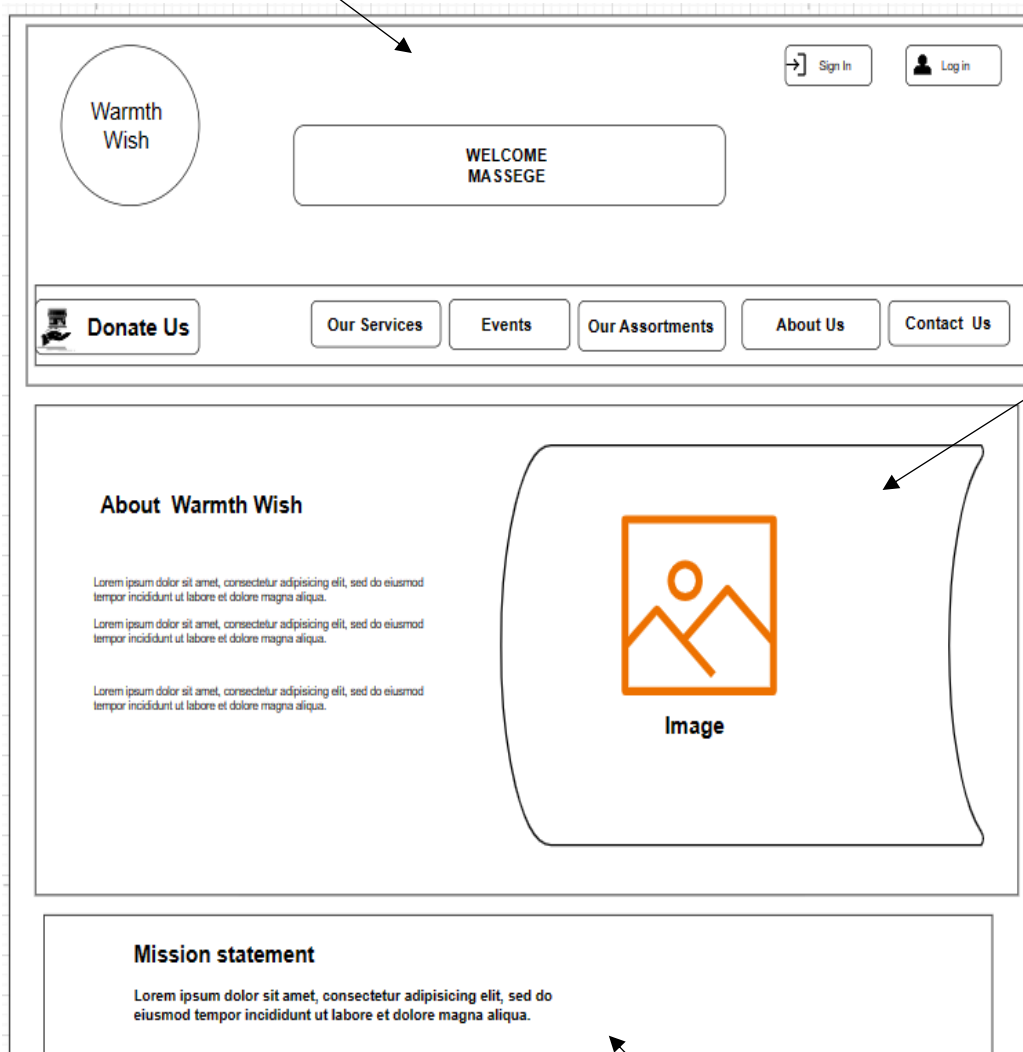 Sign In
Log in
Warmth
Wish
WELCOME
MASSEGE
Donate Us
Our Services
Events
Our Assortments
About Us
Contact Us
About Warmth Wish
Lorem ipsum dolor sit amet, consectetur adipisicing elit, sed do eiusmod
tempor incididunt ut labore et dolore magna aliqua.
Lorem ipsum dolor sit amet, consectetur adipisicing elit, sed do eiusmod
tempor incididunt ut labore et dolore magna aliqua.
Lorem ipsum dolor sit amet, consectetur adipisicing elit, sed do eiusmod
tempor incididunt ut labore et dolore magna aliqua.
Image
Mission statement
Lorem ipsum dolor sit amet, consectetur adipisicing elit, sed do
eiusmod tempor incididunt ut labore et dolore magna aliqua.